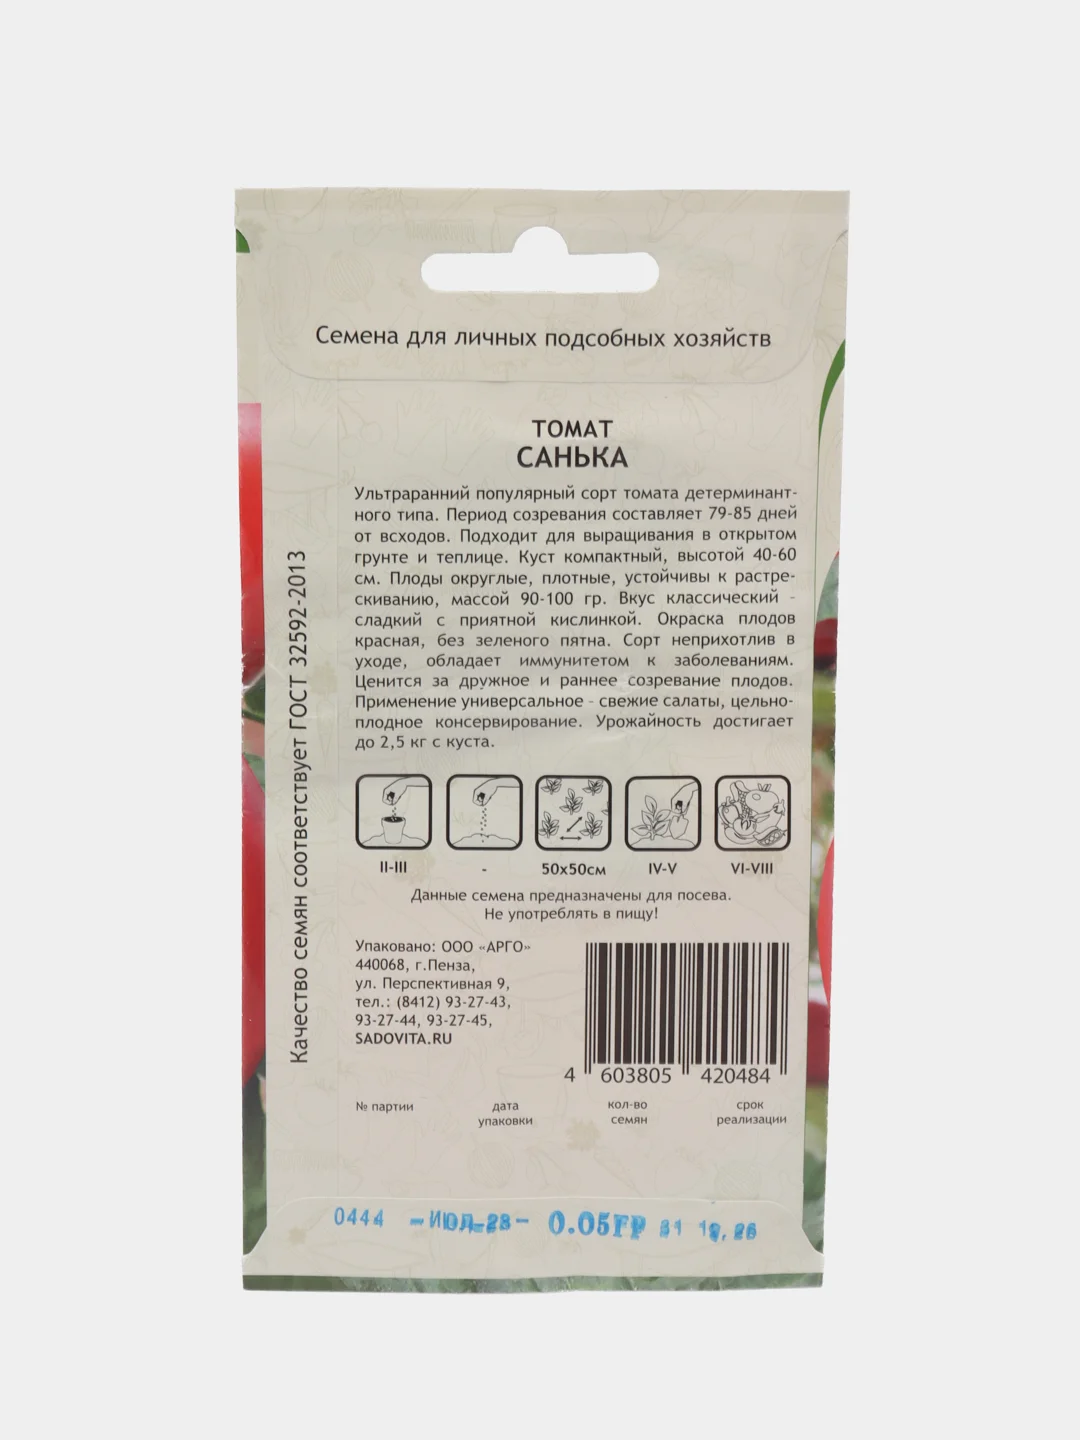 Семена для личных подсобных хозяйств
ТОМАТ
САНЬКА
Ультраранний популярный сорт томата детерминант-
ного типа. Период созревания составляет 79-85 дней
от всходов. Подходит для выращивания в открытом
грунте и теплице. Куст компактный, высотой 40-60
см. Плоды округлые, плотные, устойчивы к растре-
скиванию, массой 90-100 гр. Вкус классический -
сладкий с приятной кислинкой. Окраска плодов
красная, без зеленого пятна. Сорт неприхотлив в
уходе, обладает иммунитетом к заболеваниям.
Ценится за дружное и раннее созревание плодов.
Применение универсальное - свежие салаты, цельно-
плодное консервирование. Урожайность достигает
до 2,5 кг с куста.
Качество семян соответствует ГОСТ 32592-2013
II-III - 50х50см IV-V VI-VIII
Данные семена предназначены для посева.
Не употреблять в пищу!
Упаковано: ООО «АРГО»
440068, г.Пенза,
ул. Перспективная 9,
тел.: (8412) 93-27-43,
93-27-44, 93-27-45,
SADOVITA.RU
4 603805 420484
№ партии дата кол-во срок
упаковки семян реализации
0444 -ИЮЛ-23- 0.05ГР 31